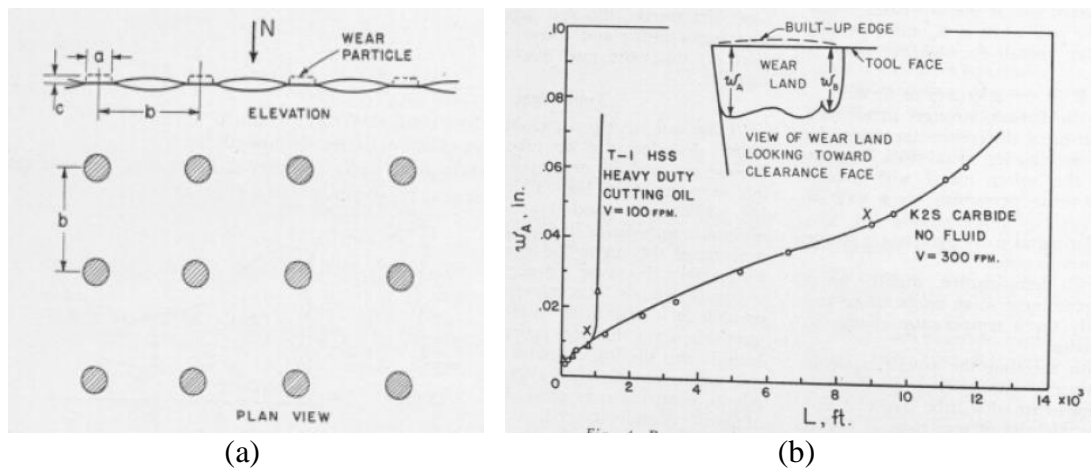 N
WEAR
PARTICLE
a
c
b
ELEVATION
b
PLAN VIEW
(a)
.10
.08
.06
.04
.02
0
w_A, in.
BUILT-UP EDGE
TOOL FACE
WEAR
LAND
w_A
w_B
VIEW OF WEAR LAND
LOOKING TOWARD
CLEARANCE FACE
T-1 HSS
HEAVY DUTY
CUTTING OIL
V=100 FPM.
X
X
K2S CARBIDE
NO FLUID
V=300 FPM.
0 2 4 6 8 10 12 14 ×10³
L, ft.
(b)